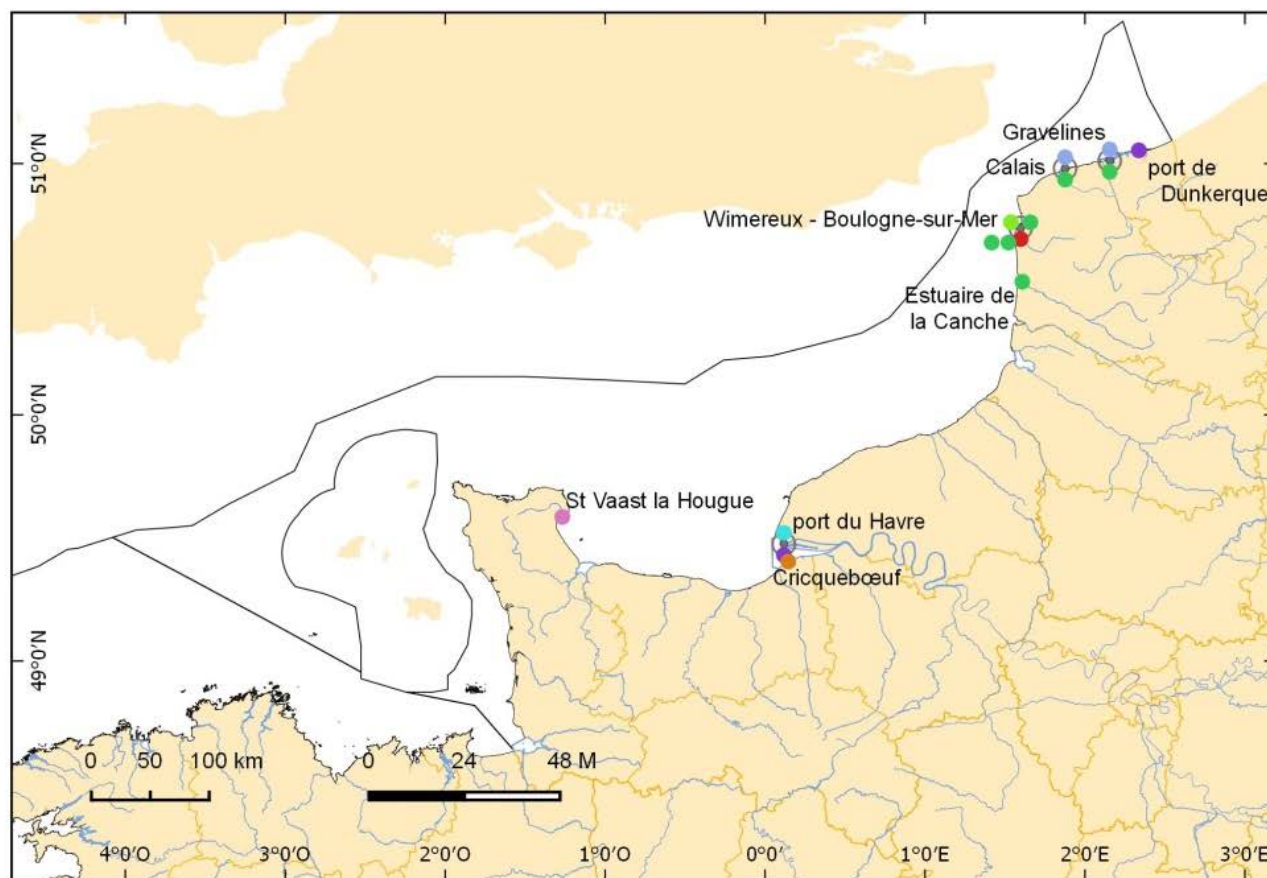 51°0'N
Gravelines
Calais
port de
Dunkerque
Wimereux - Boulogne-sur-Mer
Estuaire de
la Canche
50°0'N
St Vaast la Hougue
port du Havre
Cricquebœuf
49°0'N
0 50 100 km
0 24 48 M
4°0'O 3°0'O 2°0'O 1°0'O 0°0' 1°0'E 2°0'E 3°0'E